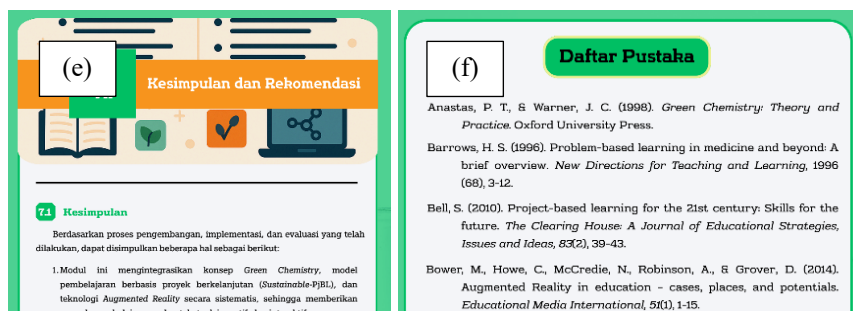 (e)
Kesimpulan dan Rekomendasi
7.1 Kesimpulan
Berdasarkan proses pengembangan, implementasi, dan evaluasi yang telah
dilakukan, dapat disimpulkan beberapa hal sebagai berikut:
1. Modul ini mengintegrasikan konsep Green Chemistry, model
pembelajaran berbasis proyek berkelanjutan (Sustainable-PjBL), dan
teknologi Augmented Reality secara sistematis, sehingga memberikan
(f)
Daftar Pustaka
Anastas, P. T., & Warner, J. C. (1998). Green Chemistry: Theory and
Practice. Oxford University Press.
Barrows, H. S. (1996). Problem-based learning in medicine and beyond: A
brief overview. New Directions for Teaching and Learning, 1996
(68), 3-12.
Bell, S. (2010). Project-based learning for the 21st century: Skills for the
future. The Clearing House: A Journal of Educational Strategies,
Issues and Ideas, 83(2), 39-43.
Bower, M., Howe, C., McCredie, N., Robinson, A., & Grover, D. (2014).
Augmented Reality in education – cases, places, and potentials.
Educational Media International, 51(1), 1-15.